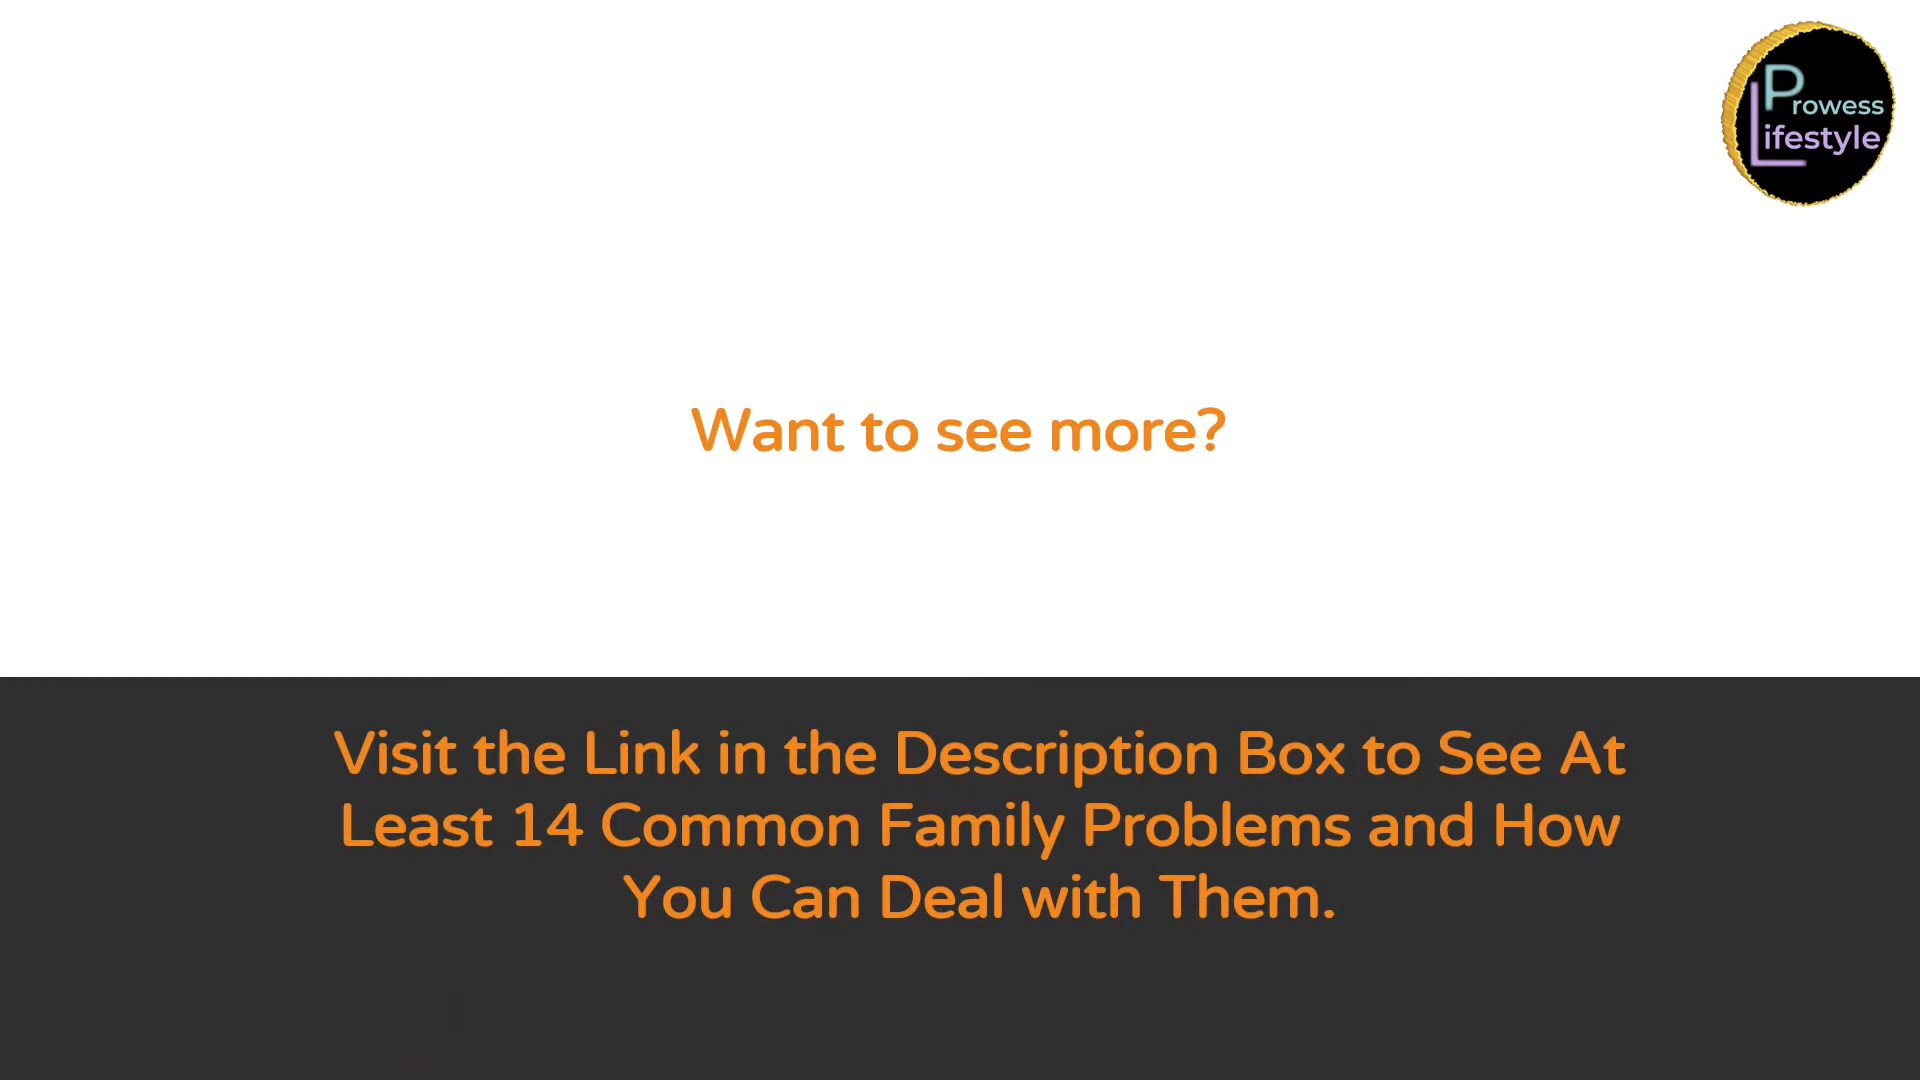 Prowess
Lifestyle
Want to see more?
Visit the Link in the Description Box to See At
Least 14 Common Family Problems and How
You Can Deal with Them.